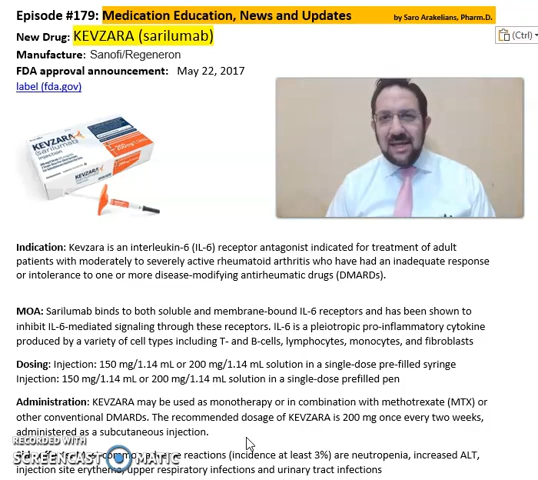 Episode #179: Medication Education, News and Updates by Saro Arakelians, Pharm.D.
(Ctrl)
New Drug: KEVZARA (sarilumab)
Manufacture: Sanofi/Regeneron
FDA approval announcement: May 22, 2017
label (fda.gov)
KEVZARA
(sarilumab)
injection
200mg
Indication: Kevzara is an interleukin-6 (IL-6) receptor antagonist indicated for treatment of adult
patients with moderately to severely active rheumatoid arthritis who have had an inadequate response
or intolerance to one or more disease-modifying antirheumatic drugs (DMARDs).
MOA: Sarilumab binds to both soluble and membrane-bound IL-6 receptors and has been shown to
inhibit IL-6-mediated signaling through these receptors. IL-6 is a pleiotropic pro-inflammatory cytokine
produced by a variety of cell types including T- and B-cells, lymphocytes, monocytes, and fibroblasts
Dosing: Injection: 150 mg/1.14 mL or 200 mg/1.14 mL solution in a single-dose pre-filled syringe
Injection: 150 mg/1.14 mL or 200 mg/1.14 mL solution in a single-dose prefilled pen
Administration: KEVZARA may be used as monotherapy or in combination with methotrexate (MTX) or
other conventional DMARDs. The recommended dosage of KEVZARA is 200 mg once every two weeks,
administered as a subcutaneous injection.
RECORDED WITH
SCREENCAST MATIC
reactions (incidence at least 3%) are neutropenia, increased ALT,
injection site erythema, upper respiratory infections and urinary tract infections